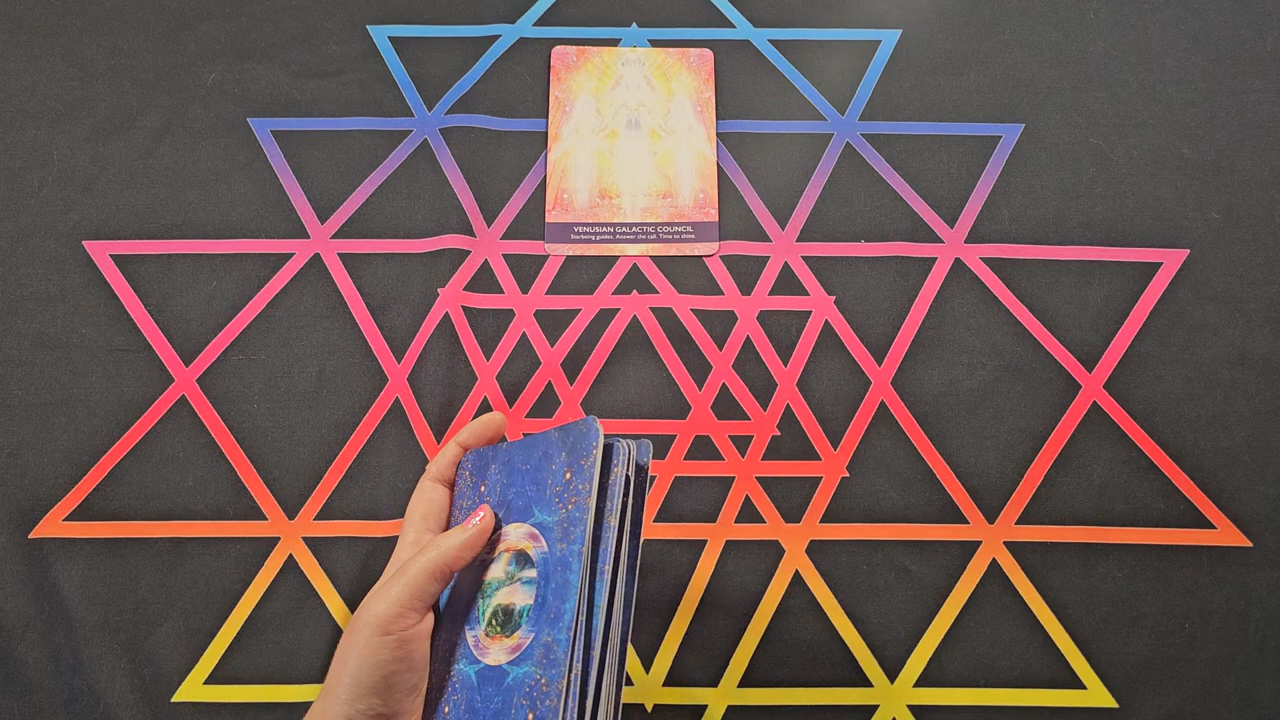 VENUSIAN GALACTIC COUNCIL
Starbeing guides. Answer the call. Time to shine.